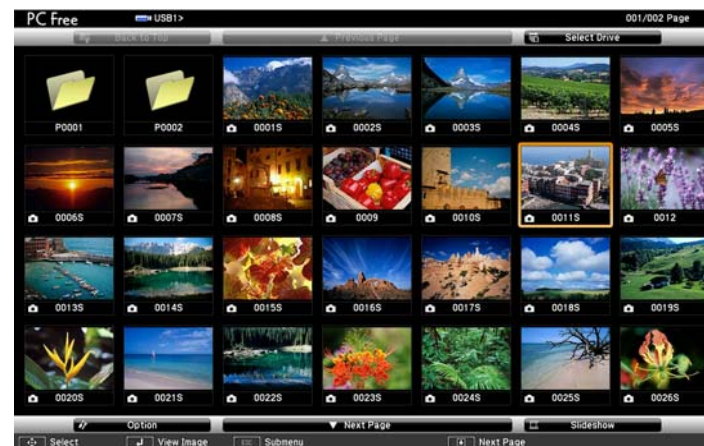 PC Free USB1> 001/002 Page
Back to Top Previous Page Select Drive
P0001 P0002 0001S 0002S 0003S 0004S 0005S
0006S 0007S 0008S 0009 0010S 0011S 0012
0013S 0014S 0015S 0016S 0017S 0018S 0019S
0020S 0021S 0022S 0023S 0024S 0025S 0026S
Option Next Page Slideshow
Select View Image Esc Submenu Next Page